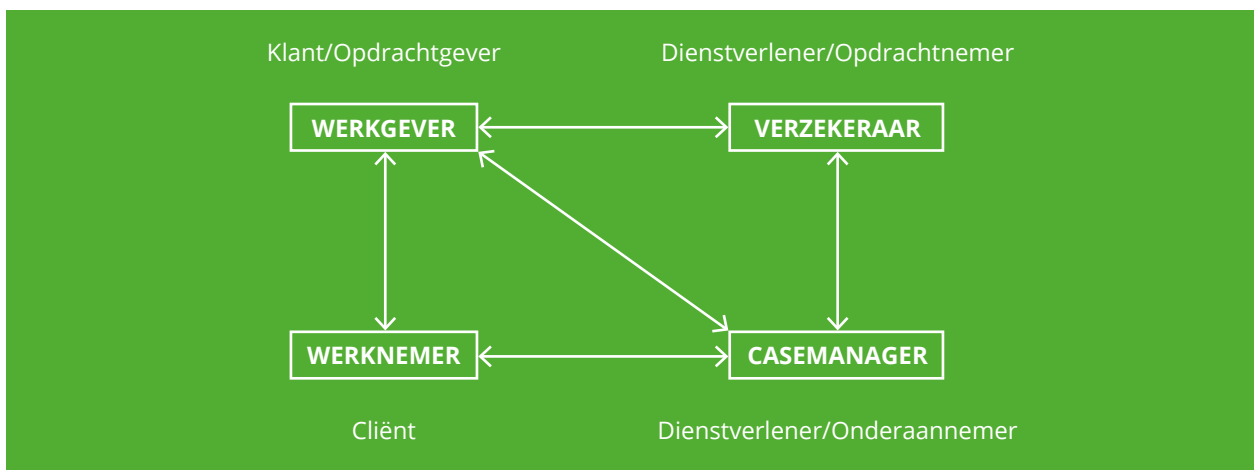 Klant/Opdrachtgever
Dienstverlener/Opdrachtnemer
WERKGEVER
VERZEKERAAR
WERKNEMER
CASEMANAGER
Cliënt
Dienstverlener/Onderaannemer